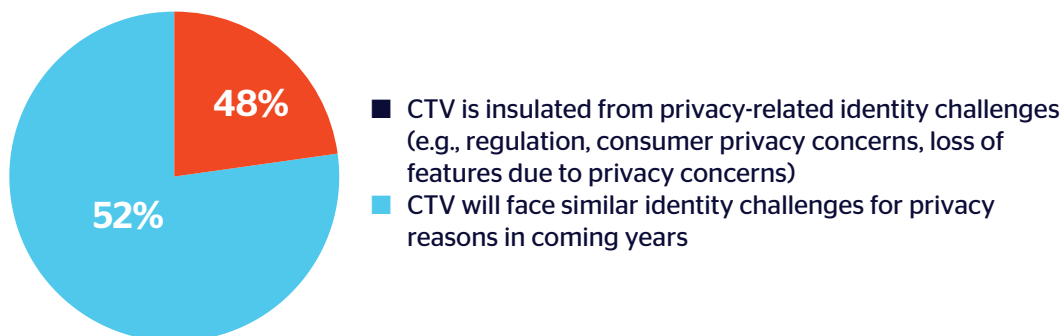 48%
52%
CTV is insulated from privacy-related identity challenges
(e.g., regulation, consumer privacy concerns, loss of
features due to privacy concerns)
CTV will face similar identity challenges for privacy
reasons in coming years